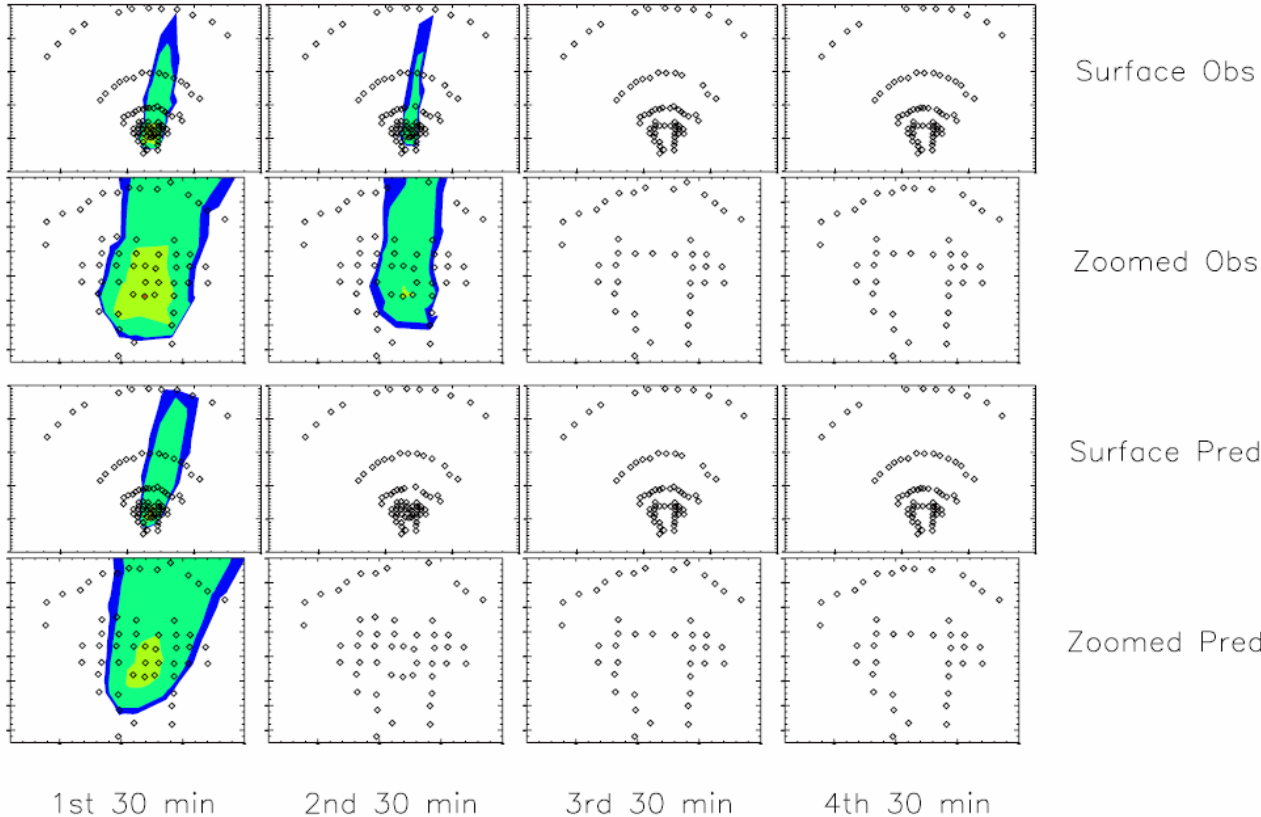 Surface Obs
Zoomed Obs
Surface Pred
Zoomed Pred
1st 30 min
2nd 30 min
3rd 30 min
4th 30 min